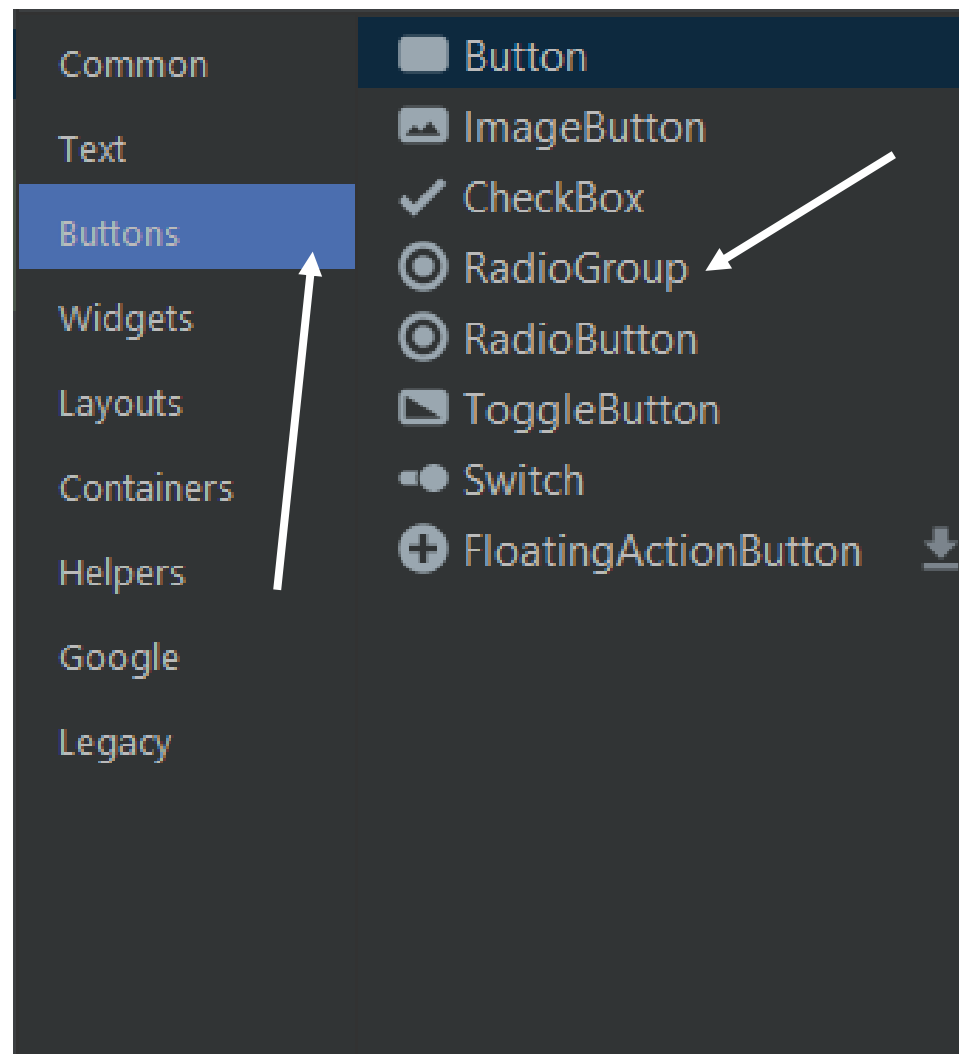 Common
Text
Buttons
Widgets
Layouts
Containers
Helpers
Google
Legacy
Button
ImageButton
CheckBox
RadioGroup
RadioButton
ToggleButton
Switch
FloatingActionButton